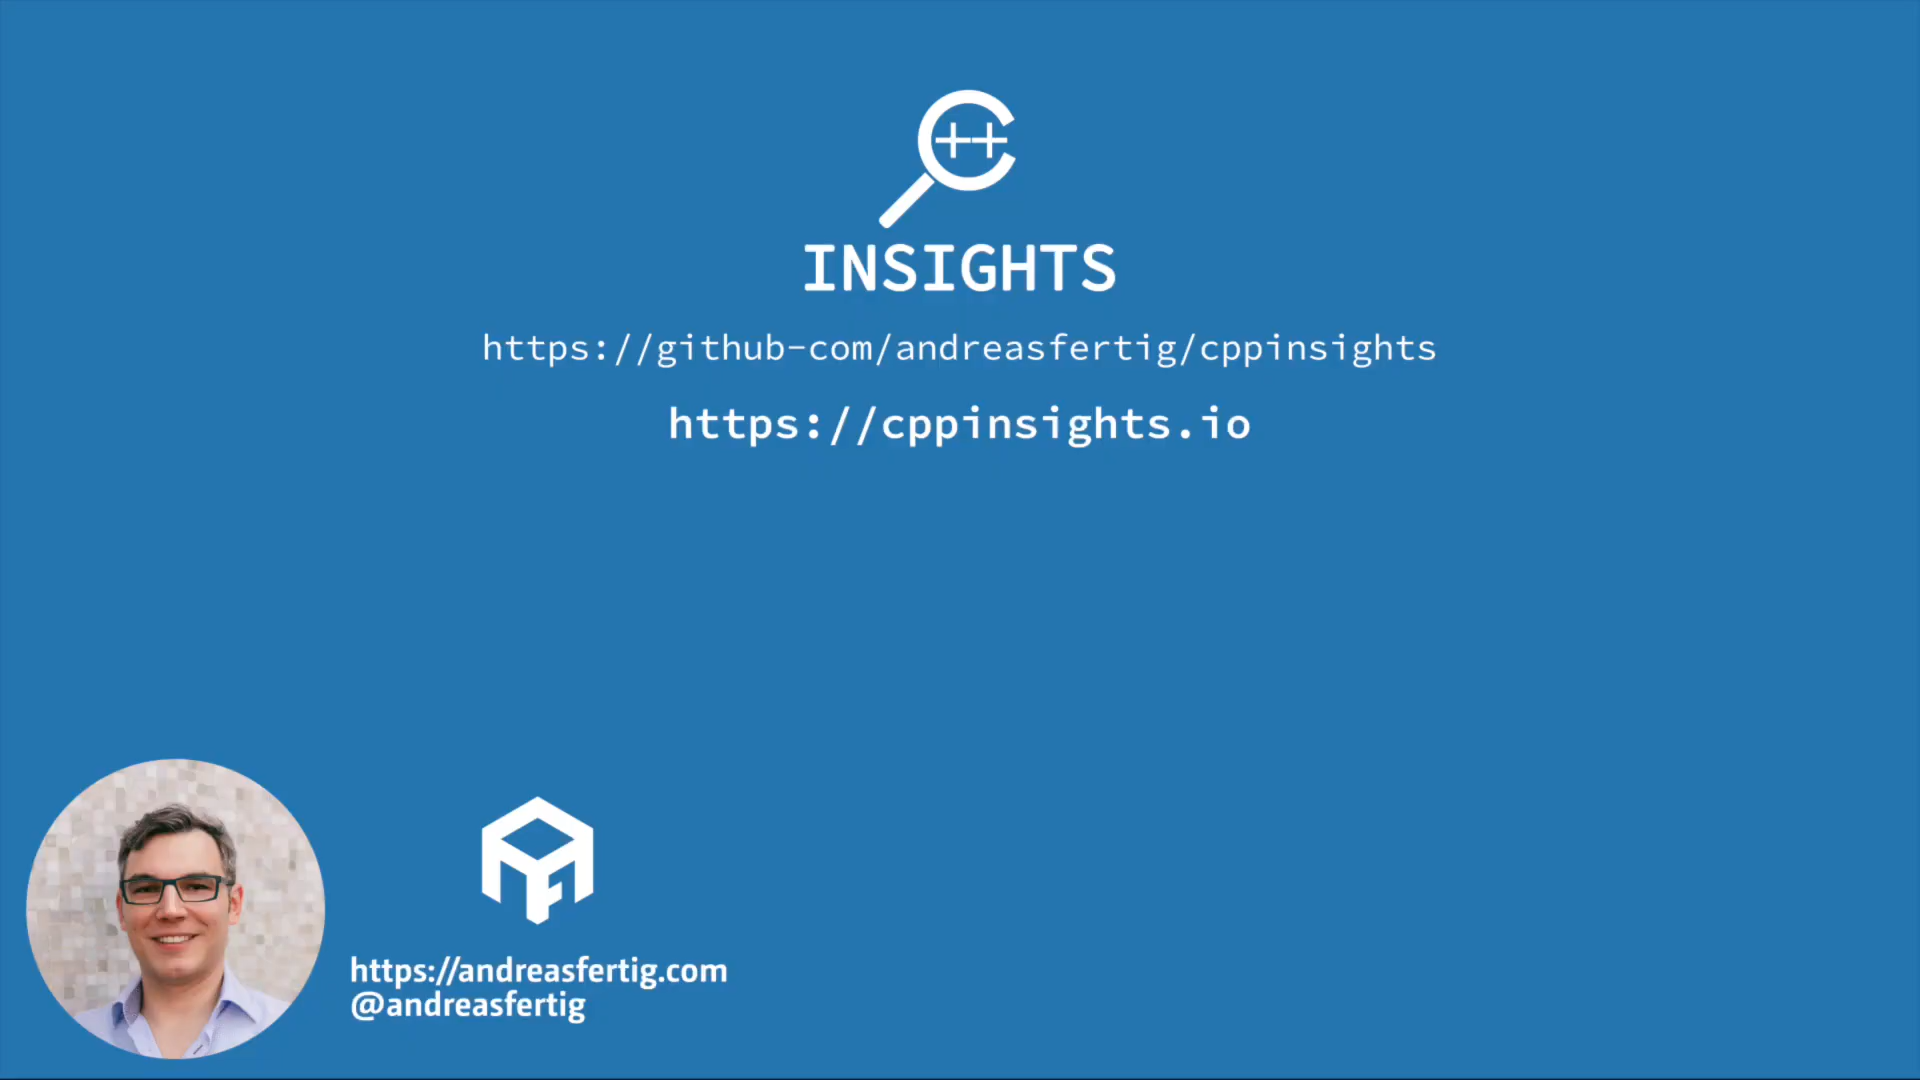 C++
INSIGHTS
https://github-com/andreasfertig/cppinsights
https://cppinsights.io
https://andreasfertig.com
@andreasfertig